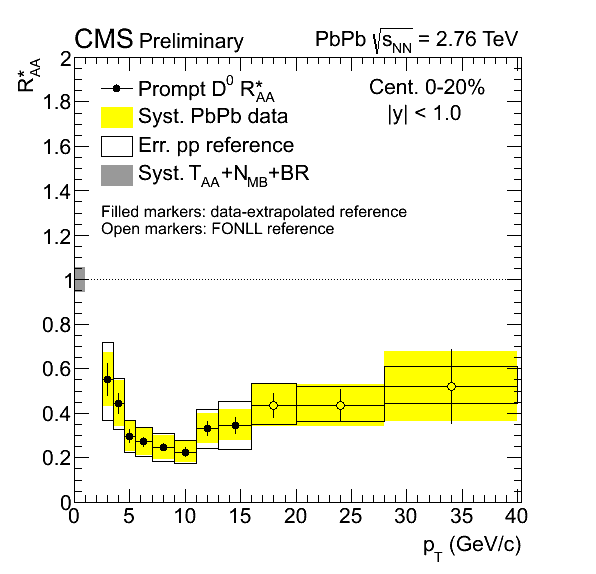 CMS Preliminary PbPb √sNN = 2.76 TeV
R*AA
2
1.8
1.6
1.4
1.2
1
0.8
0.6
0.4
0.2
0
Prompt D0 R*AA
Syst. PbPb data
Err. pp reference
Syst. TAA+NMB+BR
Cent. 0-20%
|y| < 1.0
Filled markers: data-extrapolated reference
Open markers: FONLL reference
0 5 10 15 20 25 30 35 40
pT (GeV/c)